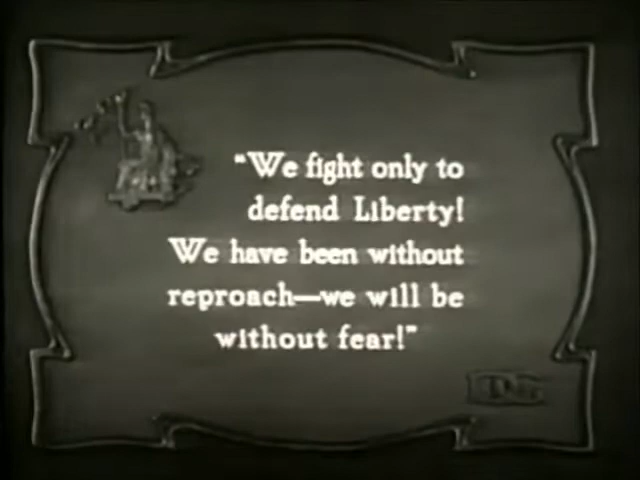 "We fight only to
defend Liberty!
We have been without
reproach—we will be
without fear!"